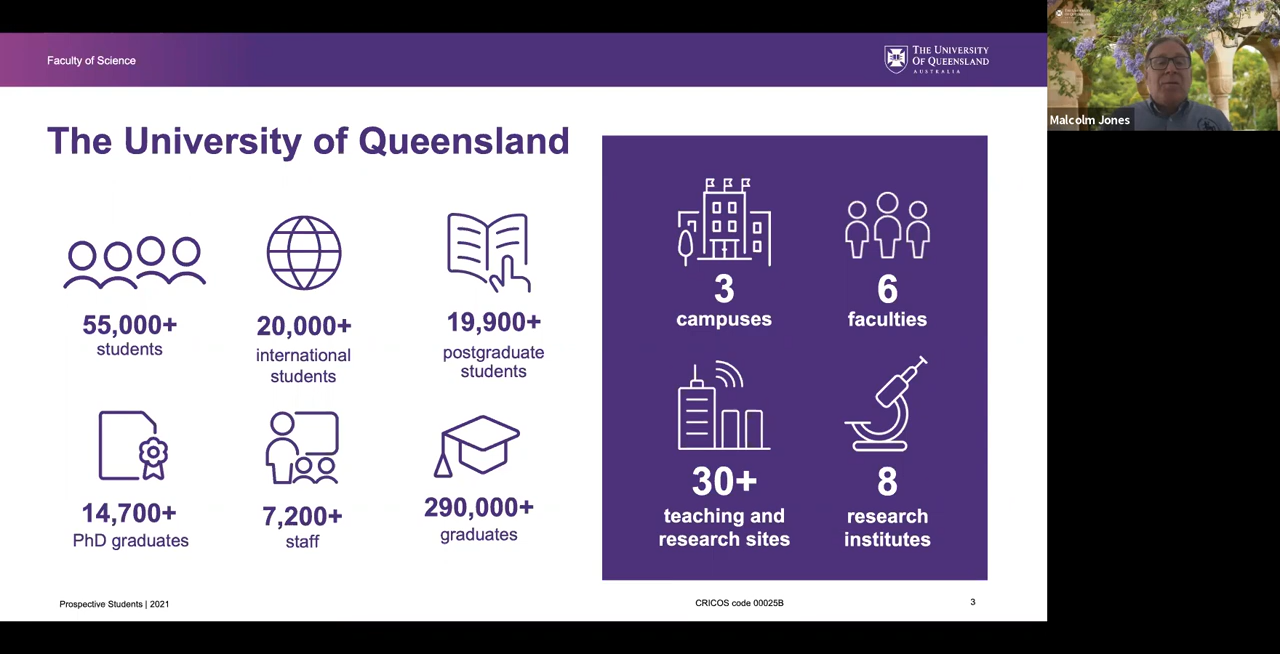 Faculty of Science
THE UNIVERSITY
OF QUEENSLAND
AUSTRALIA
The University of Queensland
55,000+
students
20,000+
international
students
19,900+
postgraduate
students
14,700+
PhD graduates
7,200+
staff
290,000+
graduates
3
campuses
6
faculties
30+
teaching and
research sites
8
research
institutes
Prospective Students | 2021
CRICOS code 00025B
3
Malcolm Jones